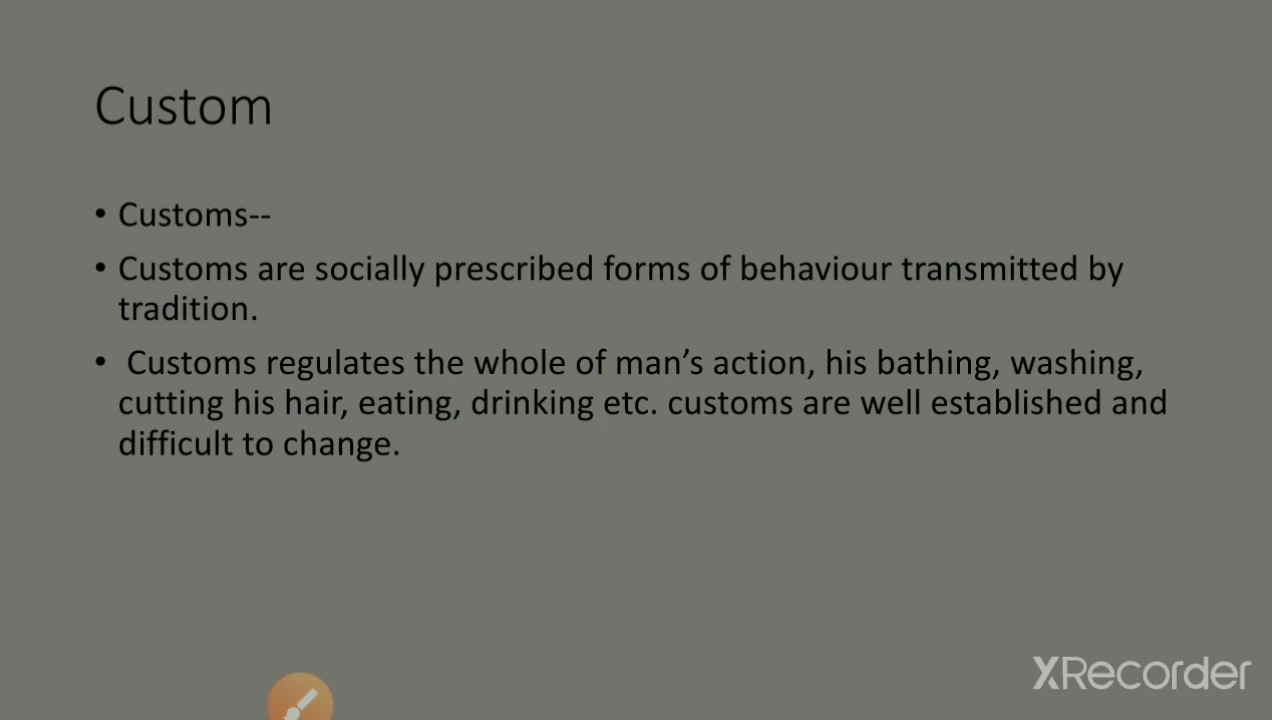 Custom
• Customs--
• Customs are socially prescribed forms of behaviour transmitted by
tradition.
• Customs regulates the whole of man’s action, his bathing, washing,
cutting his hair, eating, drinking etc. customs are well established and
difficult to change.
XRecorder